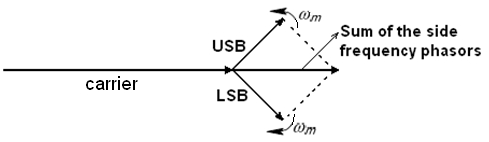 ωm
USB
Sum of the side
frequency phasors
carrier
LSB
ωm